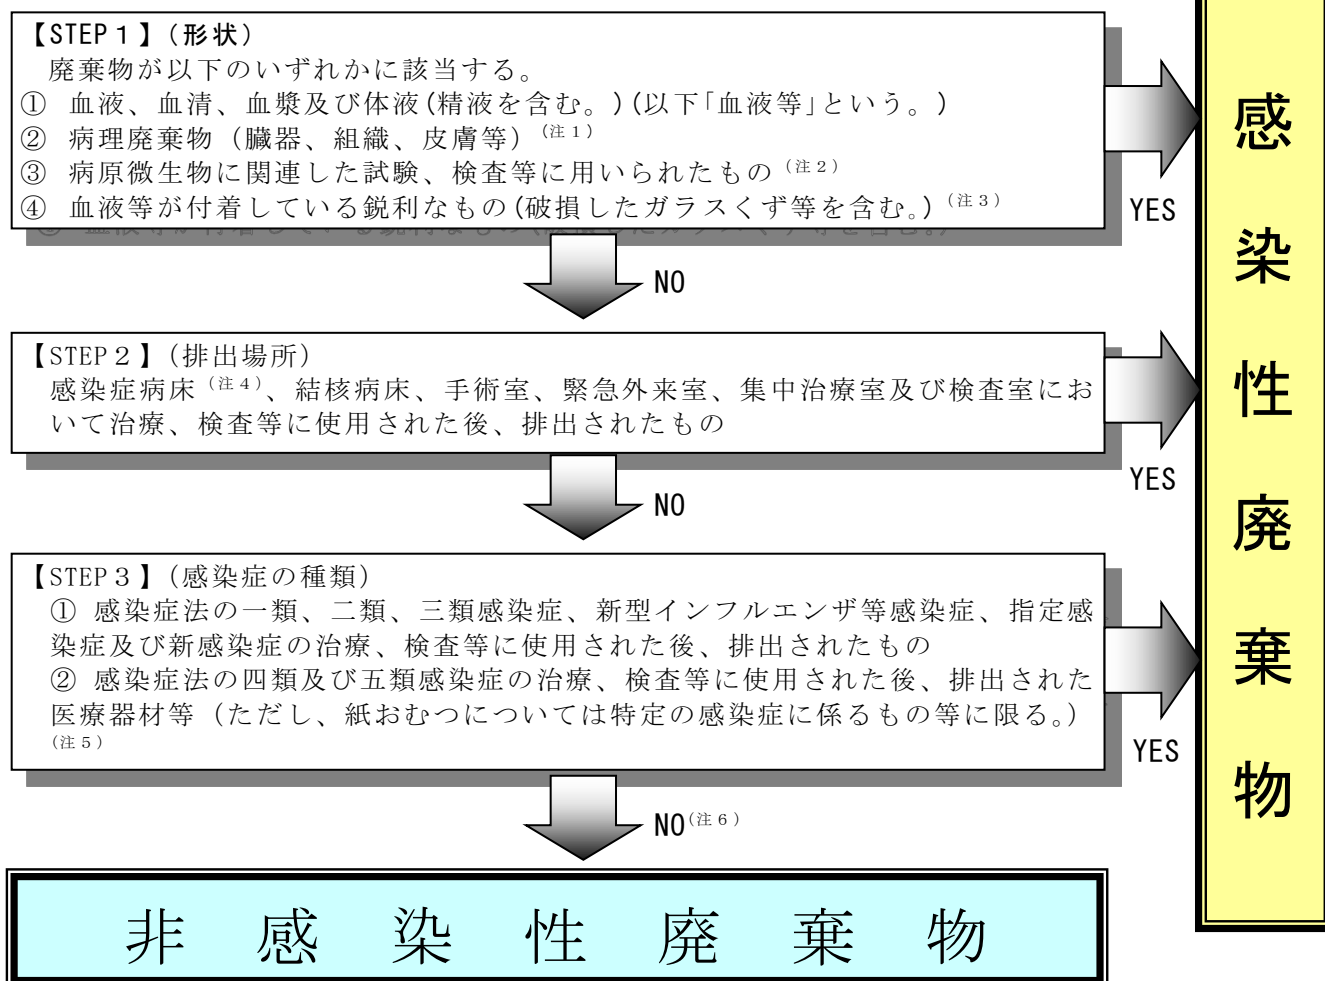 【STEP１】（形状）
廃棄物が以下のいずれかに該当する。
① 血液、血清、血漿及び体液(精液を含む。)(以下「血液等」という。)
② 病理廃棄物（臓器、組織、皮膚等）(注１)
③ 病原微生物に関連した試験、検査等に用いられたもの(注２)
④ 血液等が付着している鋭利なもの(破損したガラスくず等を含む。)(注３)
YES
NO
【STEP２】（排出場所）
感染症病床(注４)、結核病床、手術室、緊急外来室、集中治療室及び検査室にお
いて治療、検査等に使用された後、排出されたもの
YES
NO
【STEP３】（感染症の種類）
① 感染症法の一類、二類、三類感染症、新型インフルエンザ等感染症、指定感
染症及び新感染症の治療、検査等に使用された後、排出されたもの
② 感染症法の四類及び五類感染症の治療、検査等に使用された後、排出された
医療器材等（ただし、紙おむつについては特定の感染症に係るもの等に限る。）
(注５)
YES
NO(注６)
感染性廃棄物
非感染性廃棄物